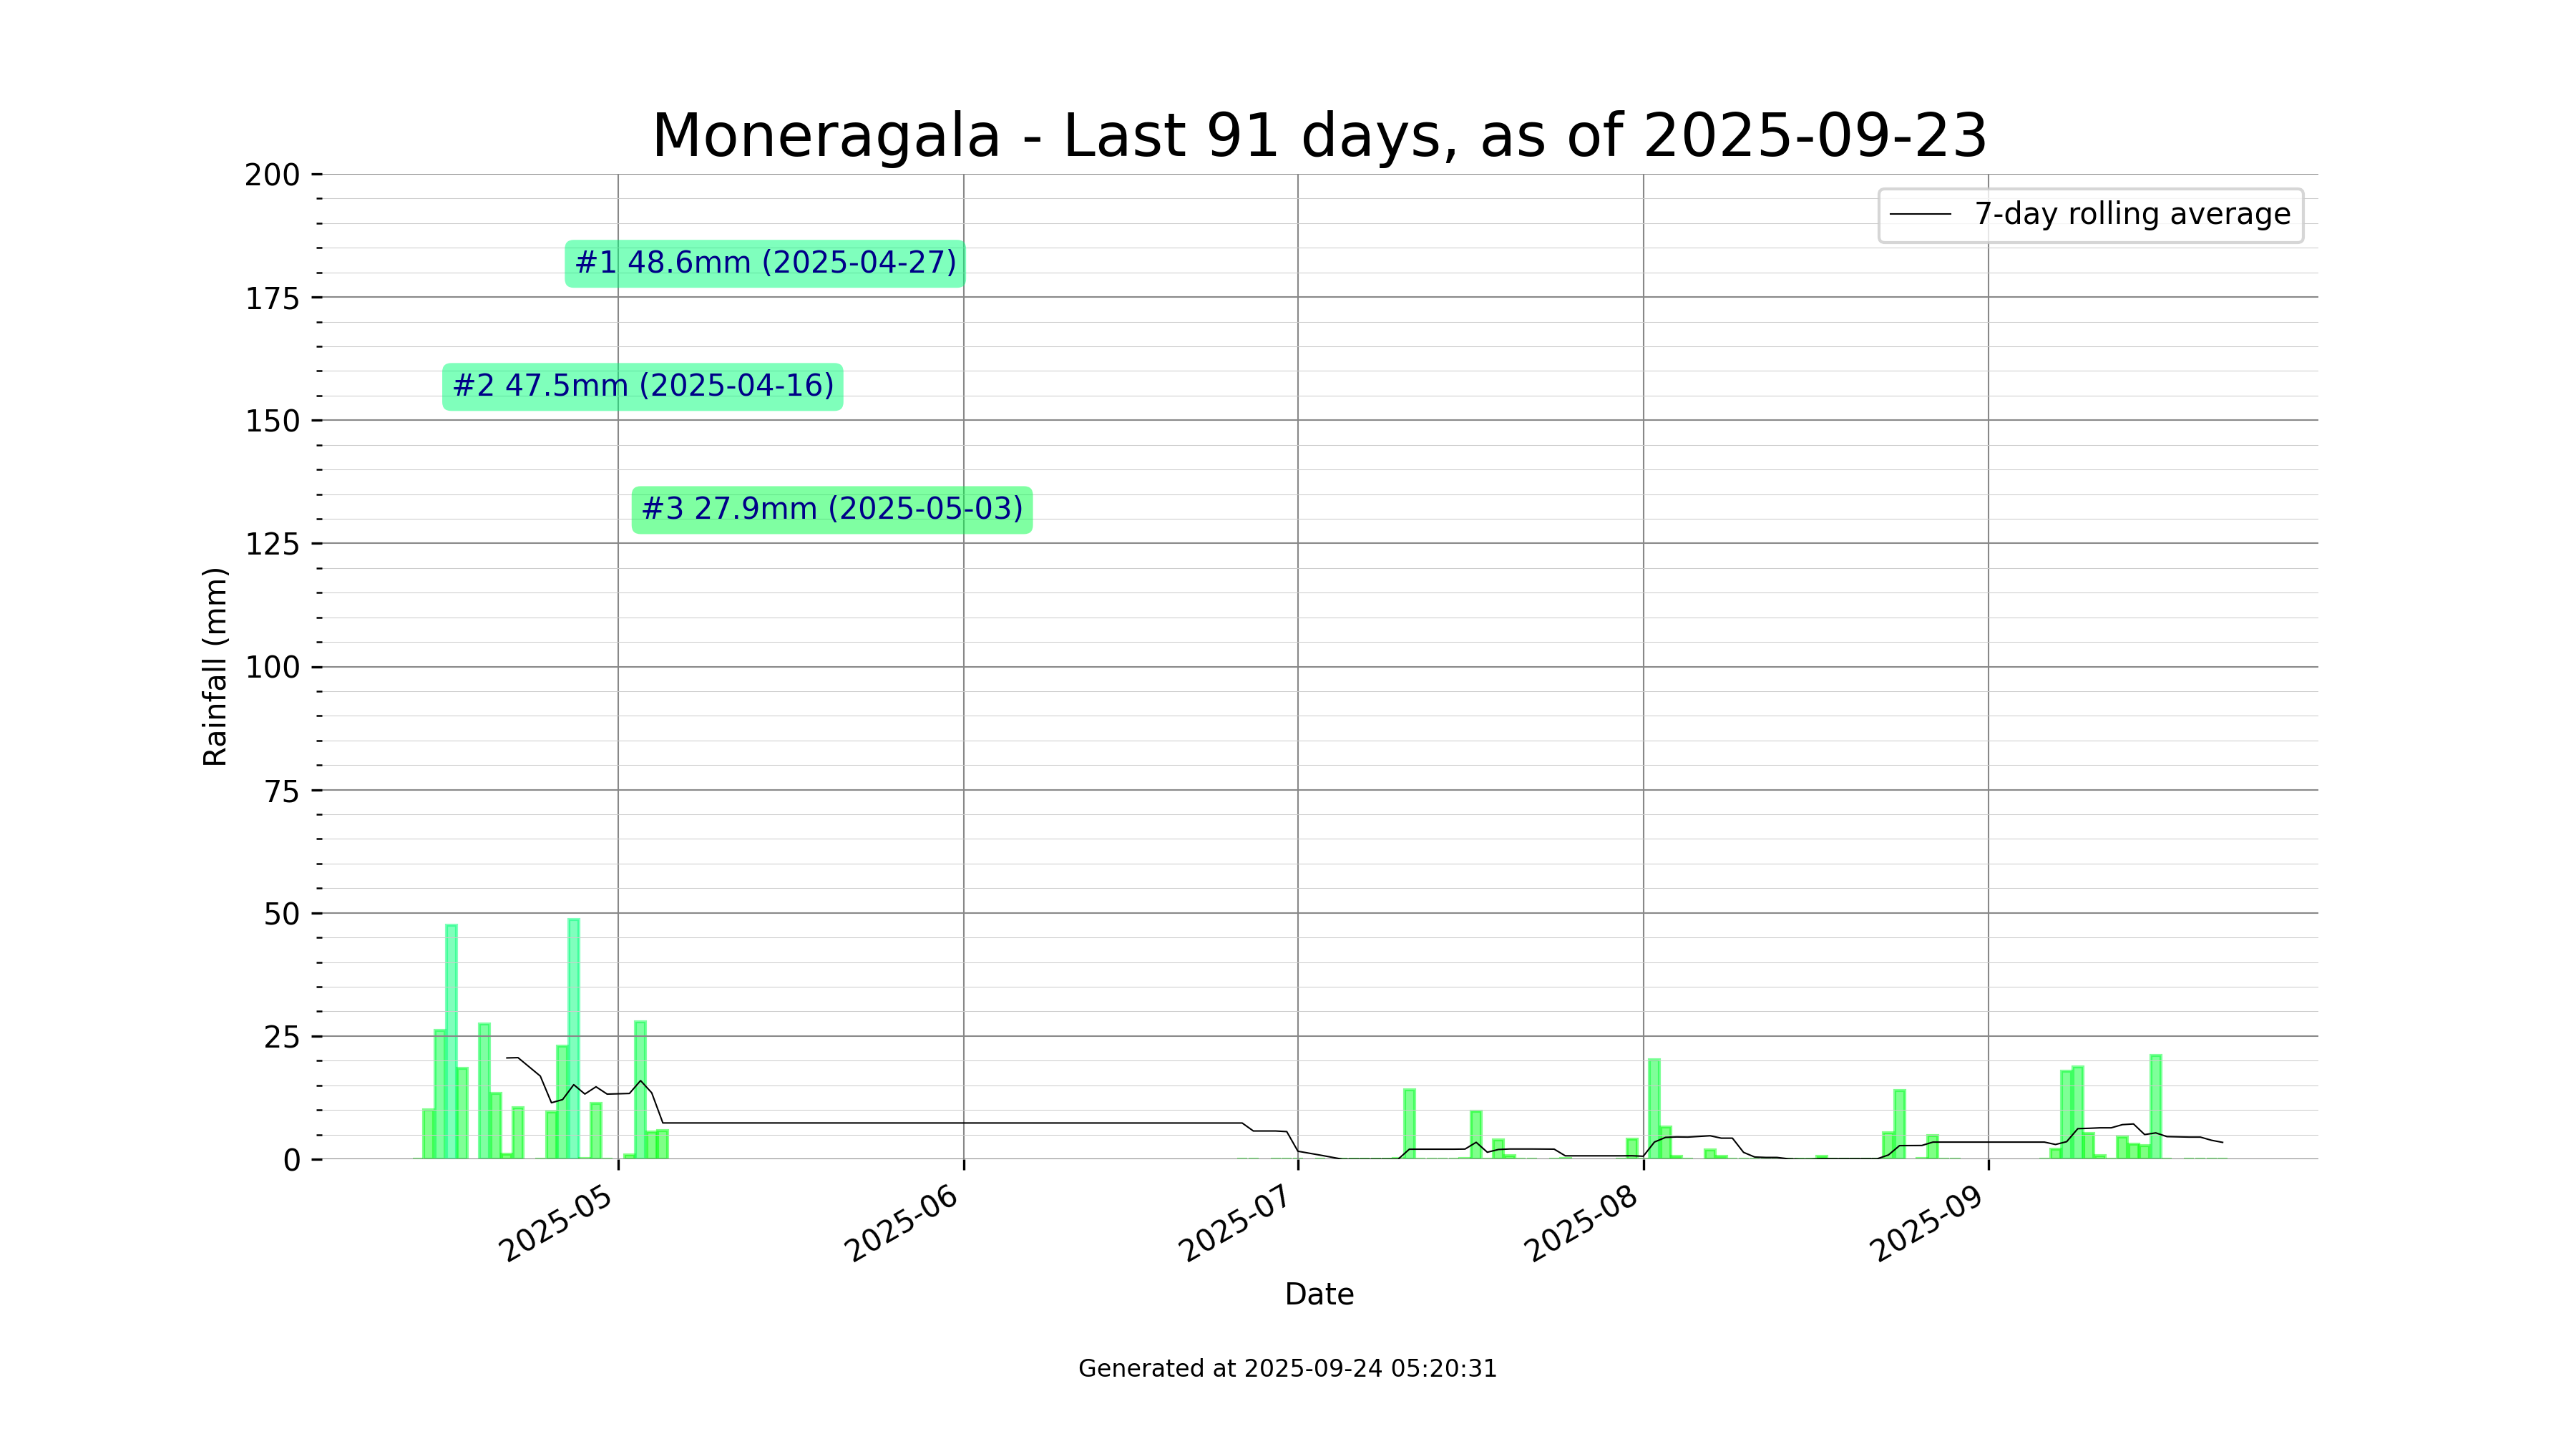 Moneragala - Last 91 days, as of 2025-09-23
7-day rolling average
#1 48.6mm (2025-04-27)
#2 47.5mm (2025-04-16)
#3 27.9mm (2025-05-03)
Rainfall (mm)
200
175
150
125
100
75
50
25
0
2025-05
2025-06
2025-07
2025-08
2025-09
Date
Generated at 2025-09-24 05:20:31